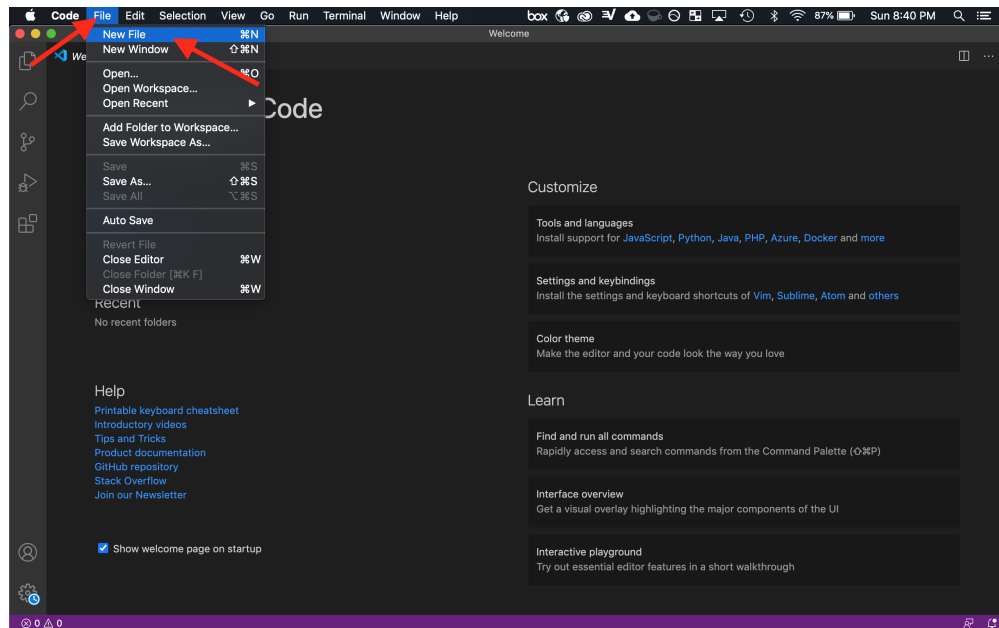 Code File Edit Selection View Go Run Terminal Window Help box 87% Sun 8:40 PM
Welcome
New File ⌘N
New Window ⇧⌘N
Open... ⌘O
Open Workspace...
Open Recent
Add Folder to Workspace...
Save Workspace As...
Save ⌘S
Save As... ⇧⌘S
Save All ⌥⌘S
Auto Save
Revert File
Close Editor ⌘W
Close Folder [⌘K F]
Close Window ⌘W
We
Code
Recent
No recent folders
Help
Printable keyboard cheatsheet
Introductory videos
Tips and Tricks
Product documentation
GitHub repository
Stack Overflow
Join our Newsletter
Show welcome page on startup
Customize
Tools and languages
Install support for JavaScript, Python, Java, PHP, Azure, Docker and more
Settings and keybindings
Install the settings and keyboard shortcuts of Vim, Sublime, Atom and others
Color theme
Make the editor and your code look the way you love
Learn
Find and run all commands
Rapidly access and search commands from the Command Palette (⇧⌘P)
Interface overview
Get a visual overlay highlighting the major components of the UI
Interactive playground
Try out essential editor features in a short walkthrough
0 0